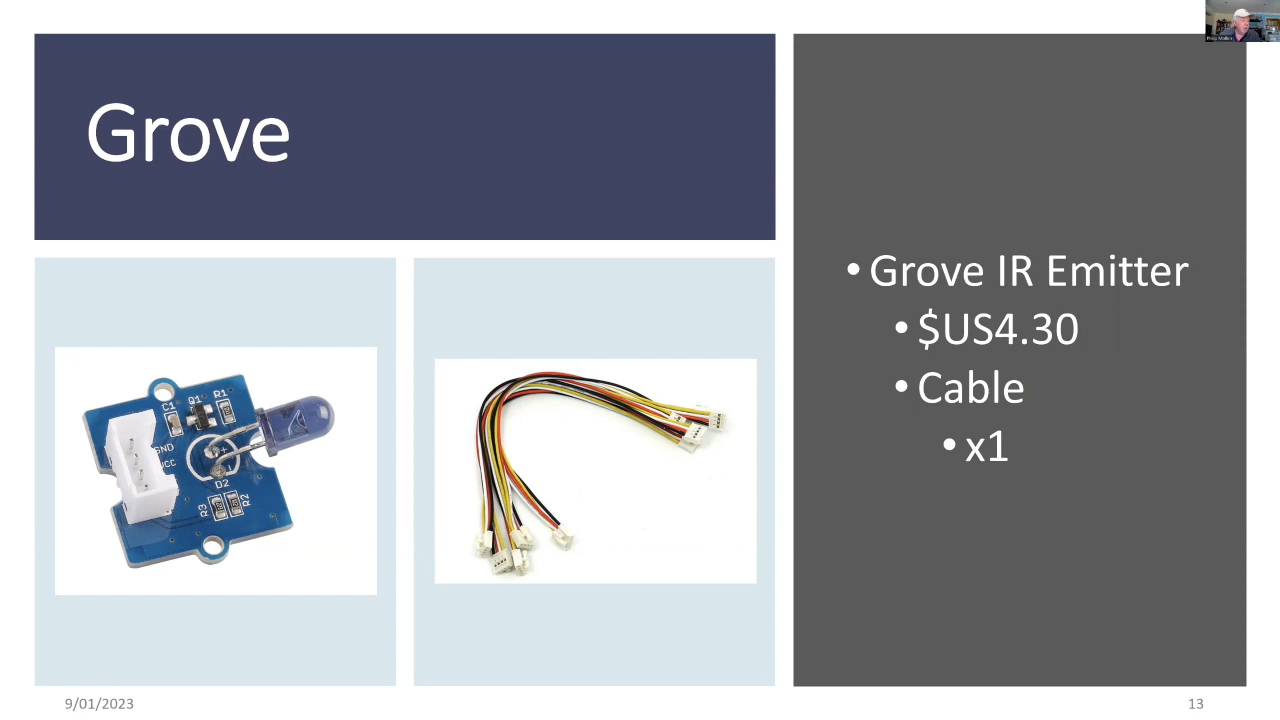 Grove
• Grove IR Emitter
• $US4.30
• Cable
• x1
C1
Q1
R1
GND
VCC
D2
R3
R2
9/01/2023
13